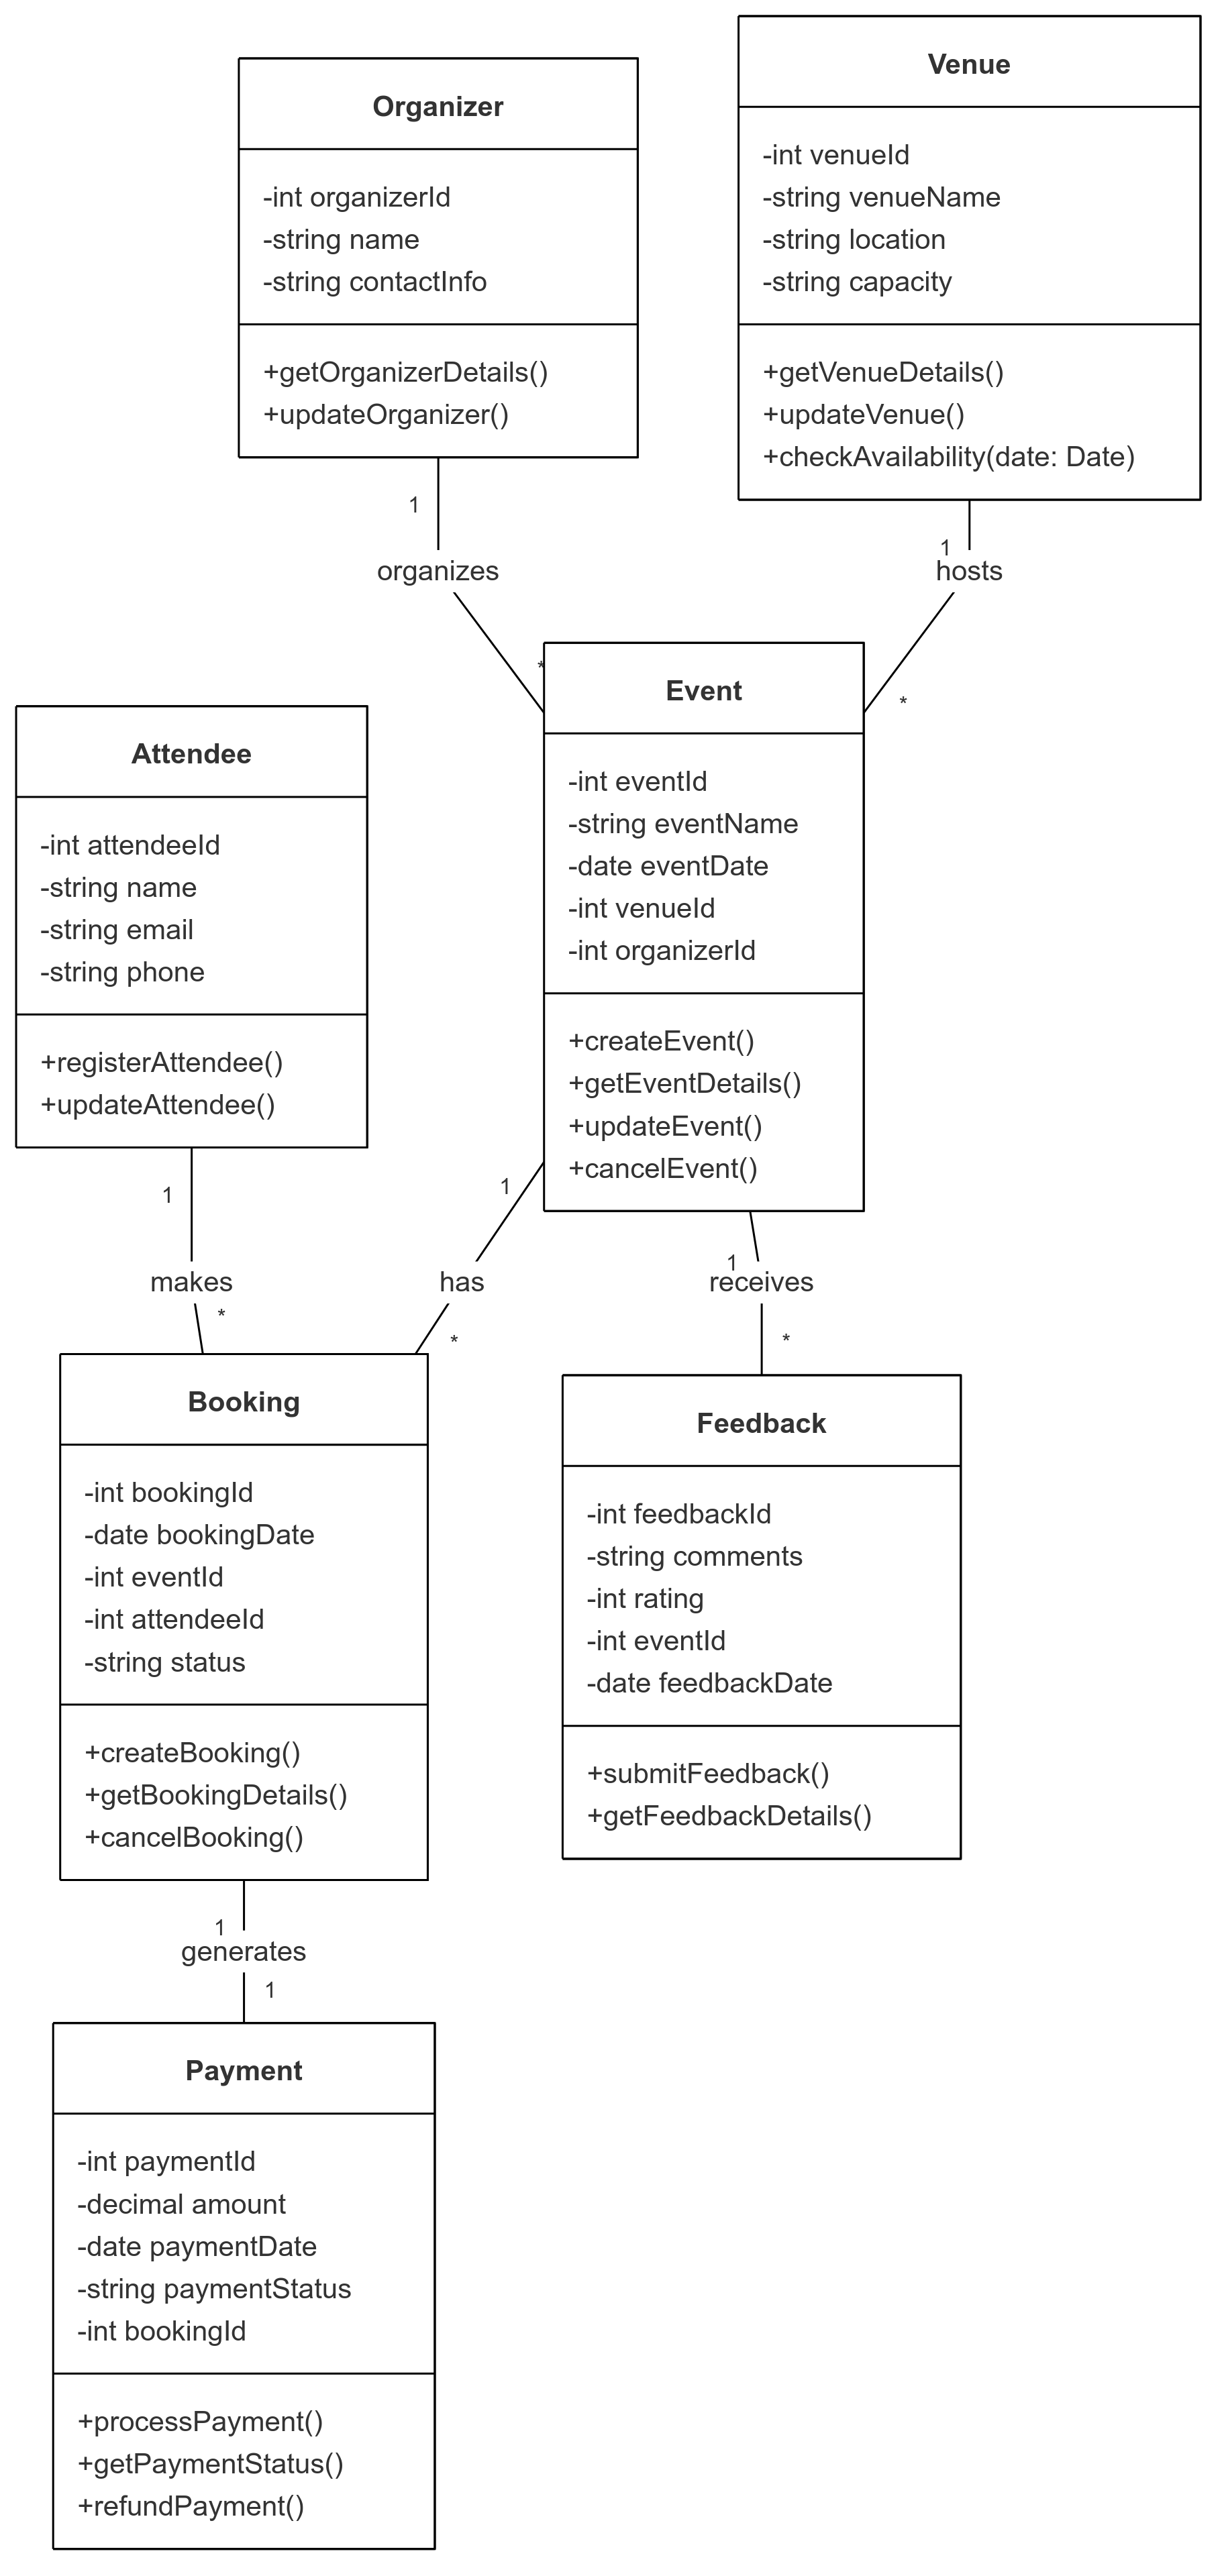 Organizer
-int organizerId
-string name
-string contactInfo
+getOrganizerDetails()
+updateOrganizer()
Venue
-int venueId
-string venueName
-string location
-string capacity
+getVenueDetails()
+updateVenue()
+checkAvailability(date: Date)
1
organizes
*
1
hosts
*
Event
-int eventId
-string eventName
-date eventDate
-int venueId
-int organizerId
+createEvent()
+getEventDetails()
+updateEvent()
+cancelEvent()
Attendee
-int attendeeId
-string name
-string email
-string phone
+registerAttendee()
+updateAttendee()
1
makes
*
1
has
*
1
receives
*
Booking
-int bookingId
-date bookingDate
-int eventId
-int attendeeId
-string status
+createBooking()
+getBookingDetails()
+cancelBooking()
Feedback
-int feedbackId
-string comments
-int rating
-int eventId
-date feedbackDate
+submitFeedback()
+getFeedbackDetails()
1
generates
1
Payment
-int paymentId
-decimal amount
-date paymentDate
-string paymentStatus
-int bookingId
+processPayment()
+getPaymentStatus()
+refundPayment()